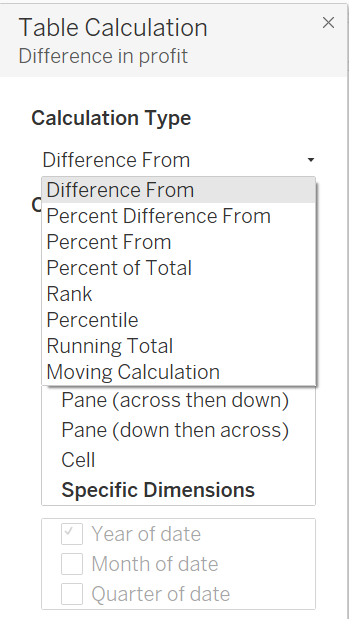 Table Calculation
Difference in profit
Calculation Type
Difference From
Difference From
Percent Difference From
Percent From
Percent of Total
Rank
Percentile
Running Total
Moving Calculation
Pane (across then down)
Pane (down then across)
Cell
Specific Dimensions
Year of date
Month of date
Quarter of date